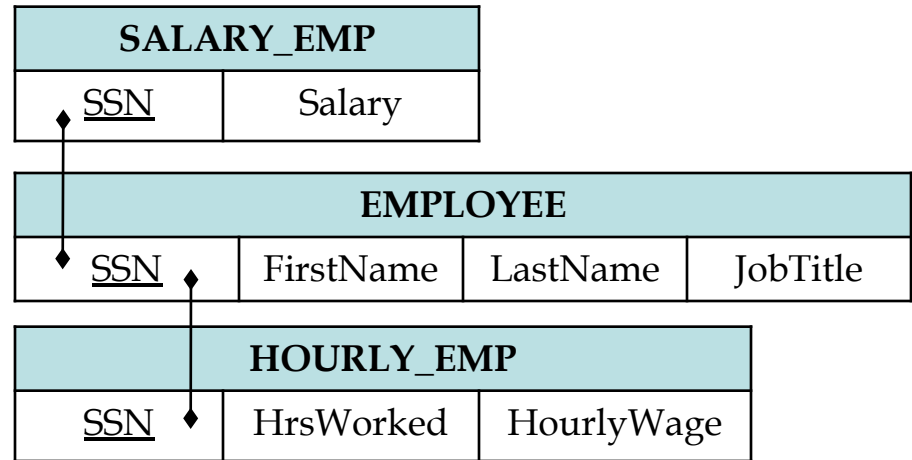 SALARY_EMP
SSN Salary
EMPLOYEE
SSN FirstName LastName JobTitle
HOURLY_EMP
SSN HrsWorked HourlyWage